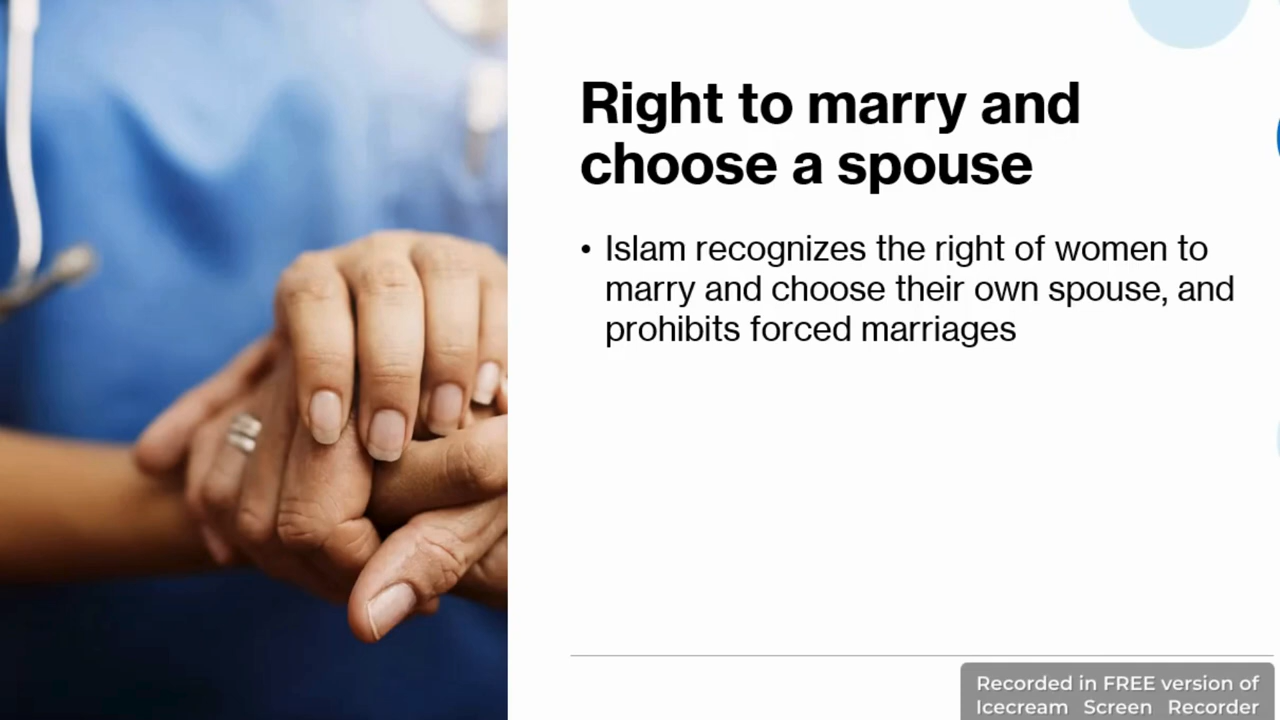 Right to marry and
choose a spouse
• Islam recognizes the right of women to
marry and choose their own spouse, and
prohibits forced marriages
Recorded in FREE version of
Icecream Screen Recorder